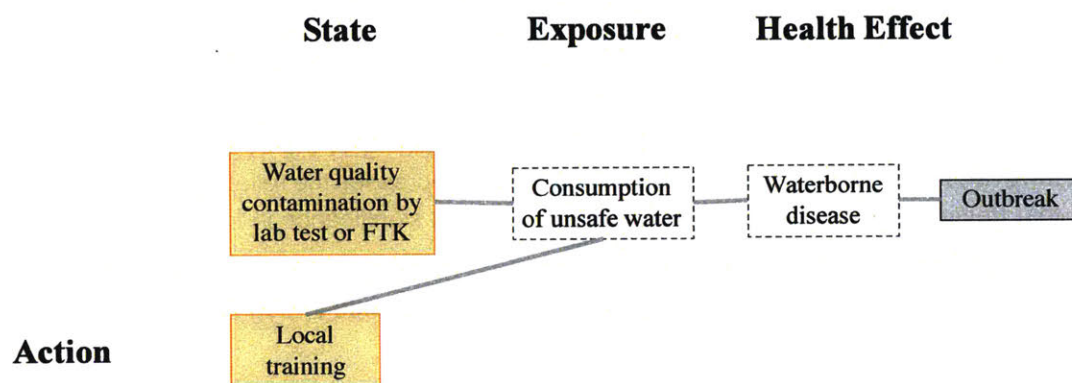 State Exposure Health Effect
Water quality
contamination by
lab test or FTK
Consumption
of unsafe water
Waterborne
disease
Outbreak
Action
Local
training